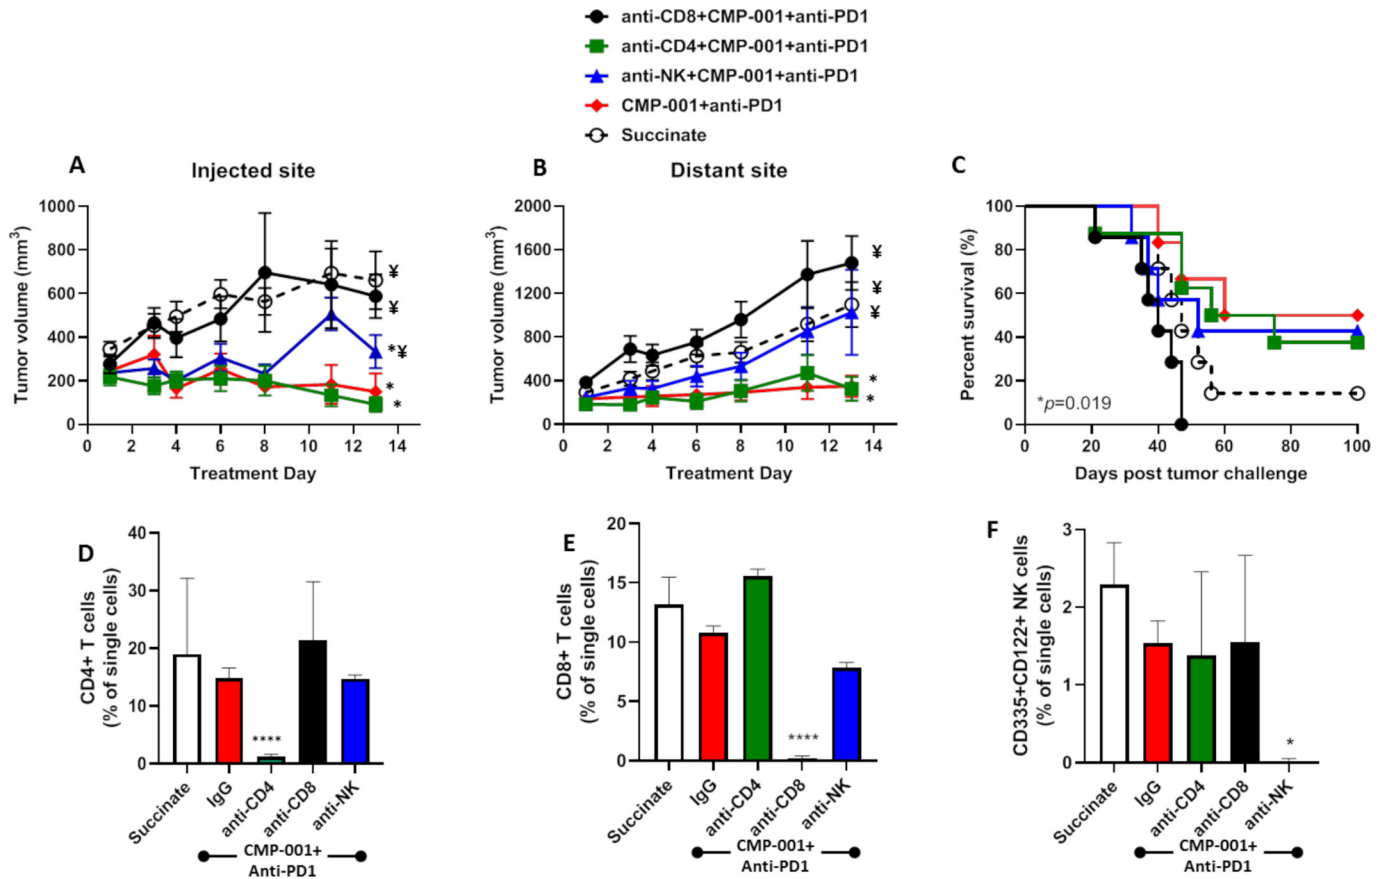 anti-CD8+CMP-001+anti-PD1
anti-CD4+CMP-001+anti-PD1
anti-NK+CMP-001+anti-PD1
CMP-001+anti-PD1
Succinate
A
Injected site
Tumor volume (mm³)
1000
800
600
400
200
0
0 2 4 6 8 10 12 14
Treatment Day
¥
¥
*¥
*
*
B
Distant site
Tumor volume (mm³)
2000
1600
1200
800
400
0
0 2 4 6 8 10 12 14
Treatment Day
¥
¥
¥
*
*
C
Percent survival (%)
100
80
60
40
20
0
0 20 40 60 80 100
Days post tumor challenge
*p=0.019
D
CD4+ T cells
(% of single cells)
40
30
20
10
0
****
Succinate
IgG
anti-CD4
anti-CD8
anti-NK
CMP-001+
Anti-PD1
E
CD8+ T cells
(% of single cells)
20
15
10
5
0
****
Succinate
IgG
anti-CD4
anti-CD8
anti-NK
CMP-001+
Anti-PD1
F
CD335+CD122+ NK cells
(% of single cells)
3
2
1
0
*
Succinate
IgG
anti-CD4
anti-CD8
anti-NK
CMP-001+
Anti-PD1